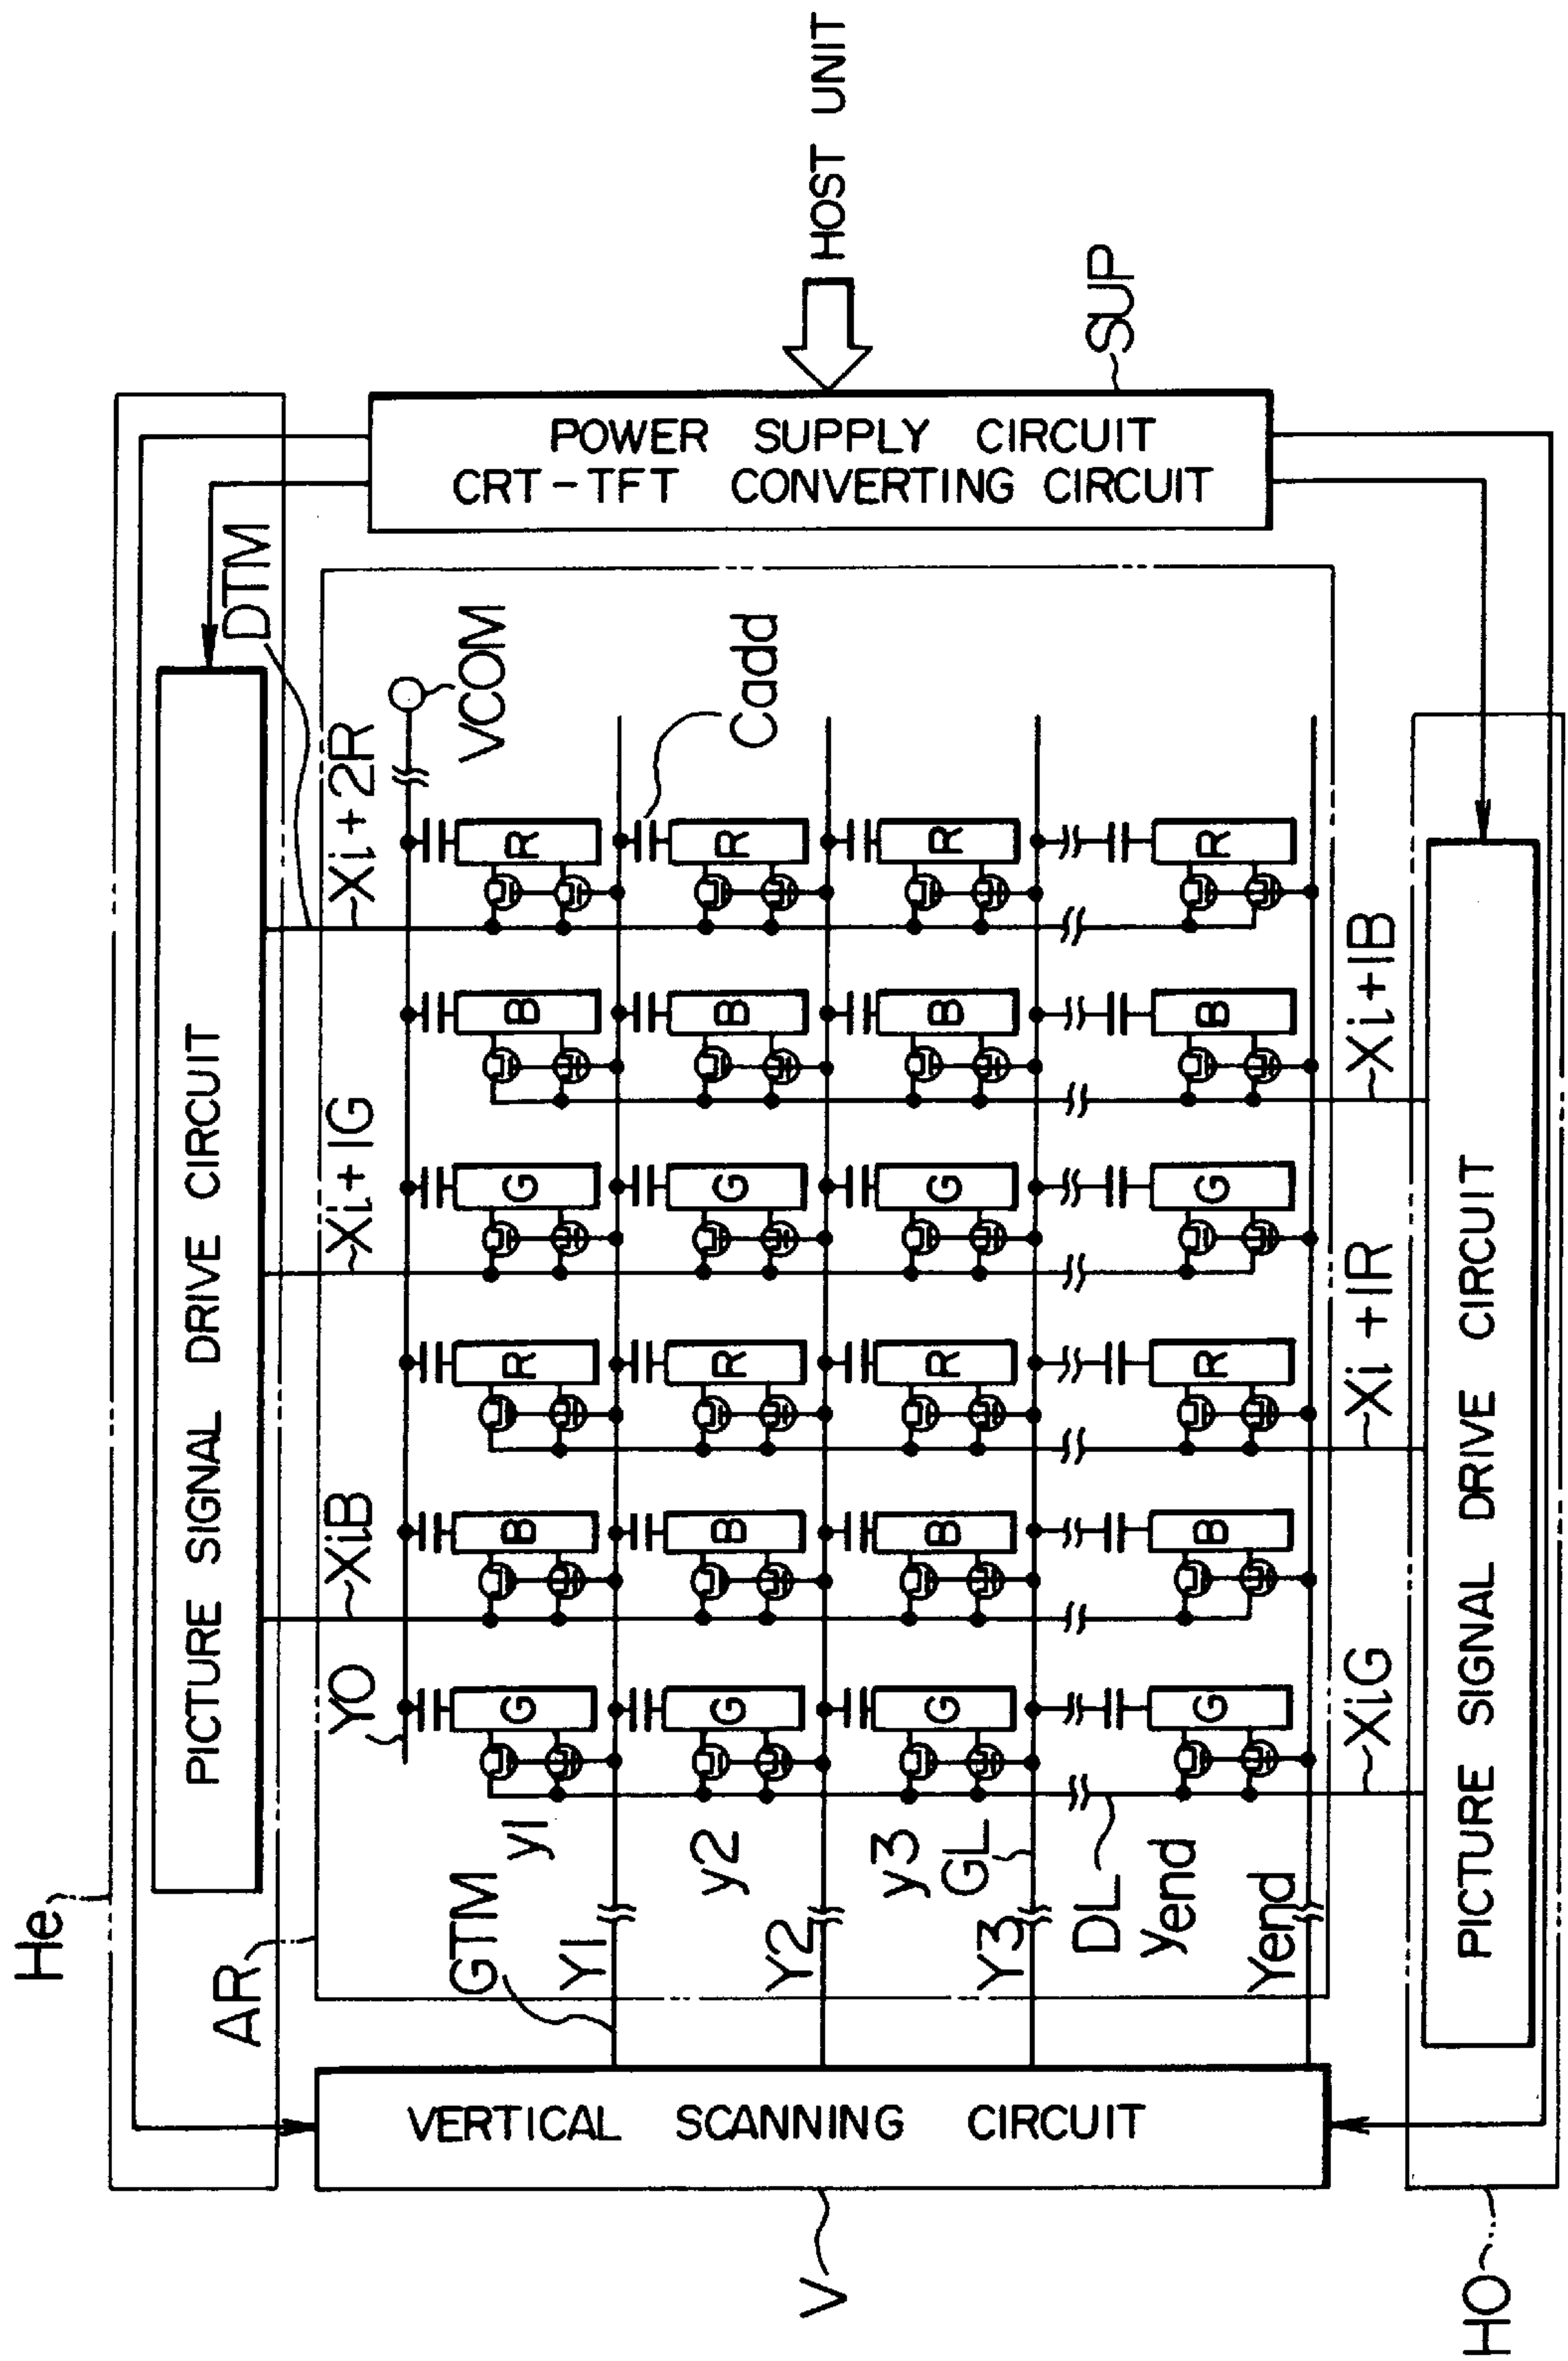 He
PICTURE SIGNAL DRIVE CIRCUIT
DTM
AR
Y0
XiB
Xi+1G
Xi+2R
VCOM
HOST UNIT
GTM
y1
G B R G B R
Y1
Cadd
y2
G B R G B R
Y2
SUP
POWER SUPPLY CIRCUIT
CRT-TFT CONVERTING CIRCUIT
VERTICAL SCANNING CIRCUIT
V
y3
G B R G B R
GL
Y3
DL
yend
G B R G B R
Yend
XiG
Xi+1R
Xi+1B
PICTURE SIGNAL DRIVE CIRCUIT
HO